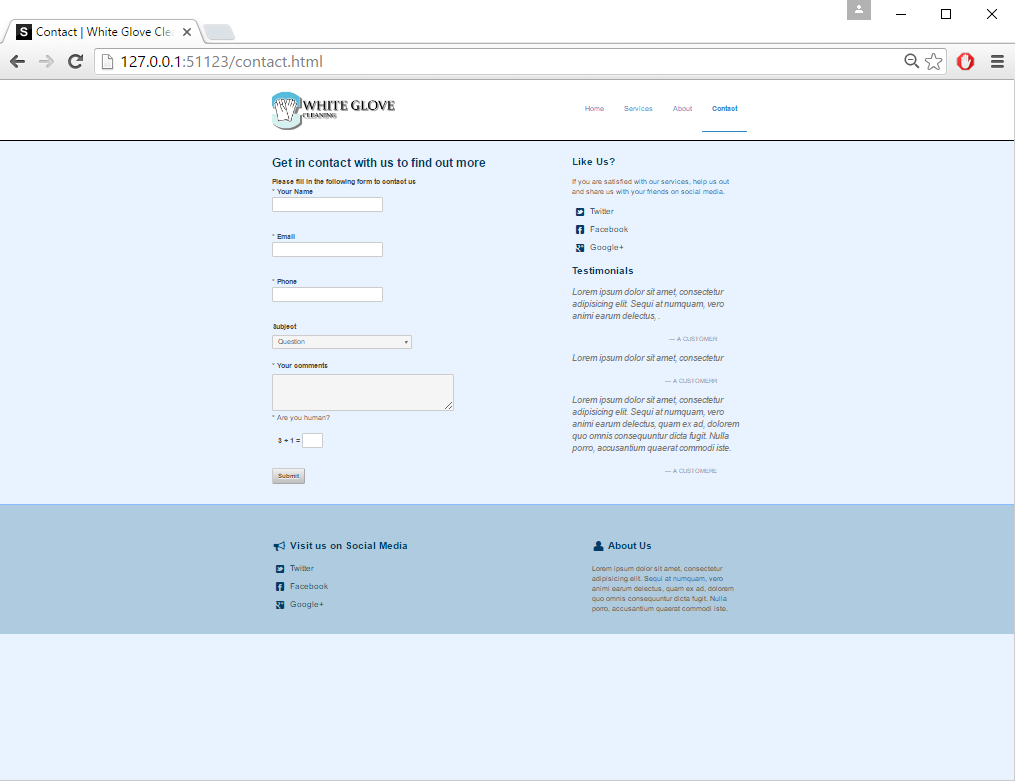 S Contact | White Glove Cle
127.0.0.1:51123/contact.html
WHITE GLOVE
CLEANING
Home Services About Contact
Get in contact with us to find out more
Please fill in the following form to contact us
* Your Name
* Email
* Phone
Subject
Question
* Your comments
* Are you human?
3 + 1 =
Submit
Like Us?
If you are satisfied with our services, help us out
and share us with your friends on social media.
Twitter
Facebook
Google+
Testimonials
Lorem ipsum dolor sit amet, consectetur
adipisicing elit. Sequi at numquam, vero
animi earum delectus, .
— A CUSTOMER
Lorem ipsum dolor sit amet, consectetur
— A CUSTOMERR
Lorem ipsum dolor sit amet, consectetur
adipisicing elit. Sequi at numquam, vero
animi earum delectus, quam ex ad, dolorem
quo omnis consequuntur dicta fugit. Nulla
porro, accusantium quaerat commodi iste.
— A CUSTOMERE
Visit us on Social Media
Twitter
Facebook
Google+
About Us
Lorem ipsum dolor sit amet, consectetur
adipisicing elit. Sequi at numquam, vero
animi earum delectus, quam ex ad, dolorem
quo omnis consequuntur dicta fugit. Nulla
porro, accusantium quaerat commodi iste.